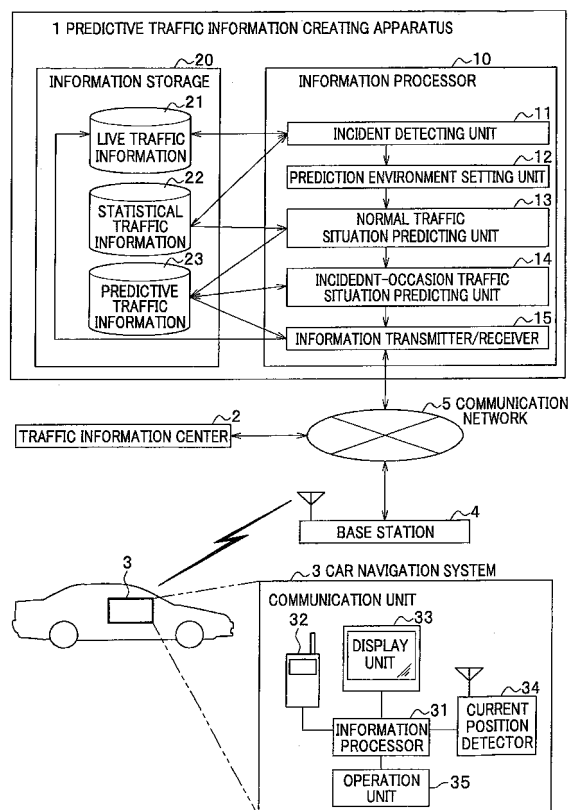 1 PREDICTIVE TRAFFIC INFORMATION CREATING APPARATUS
20
INFORMATION STORAGE
21
LIVE TRAFFIC
INFORMATION
22
STATISTICAL
TRAFFIC
INFORMATION
23
PREDICTIVE
TRAFFIC
INFORMATION
10
INFORMATION
PROCESSOR
11
INCIDENT DETECTING UNIT
12
PREDICTION ENVIRONMENT SETTING UNIT
13
NORMAL TRAFFIC
SITUATION PREDICTING UNIT
14
INCIDEDNT-OCCASION TRAFFIC
SITUATION PREDICTING UNIT
15
INFORMATION TRANSMITTER/RECEIVER
5 COMMUNICATION
NETWORK
2
TRAFFIC INFORMATION CENTER
4
BASE STATION
3
3 CAR NAVIGATION SYSTEM
COMMUNICATION UNIT
32
33
DISPLAY
UNIT
34
CURRENT
POSITION
DETECTOR
31
INFORMATION
PROCESSOR
OPERATION
UNIT
35